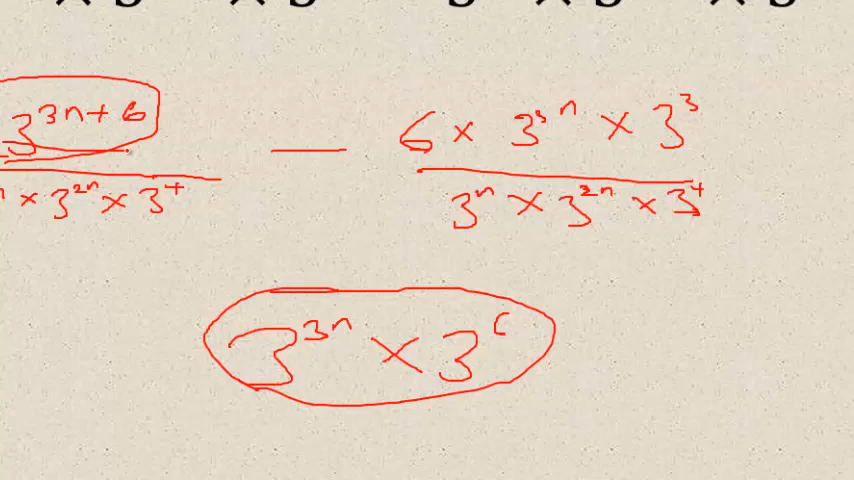 3^{3n+6} — 6 × 3^{3n} × 3^3
n × 3^{2n} × 3^4 3^n × 3^{2n} × 3^4
3^{3n} × 3^6